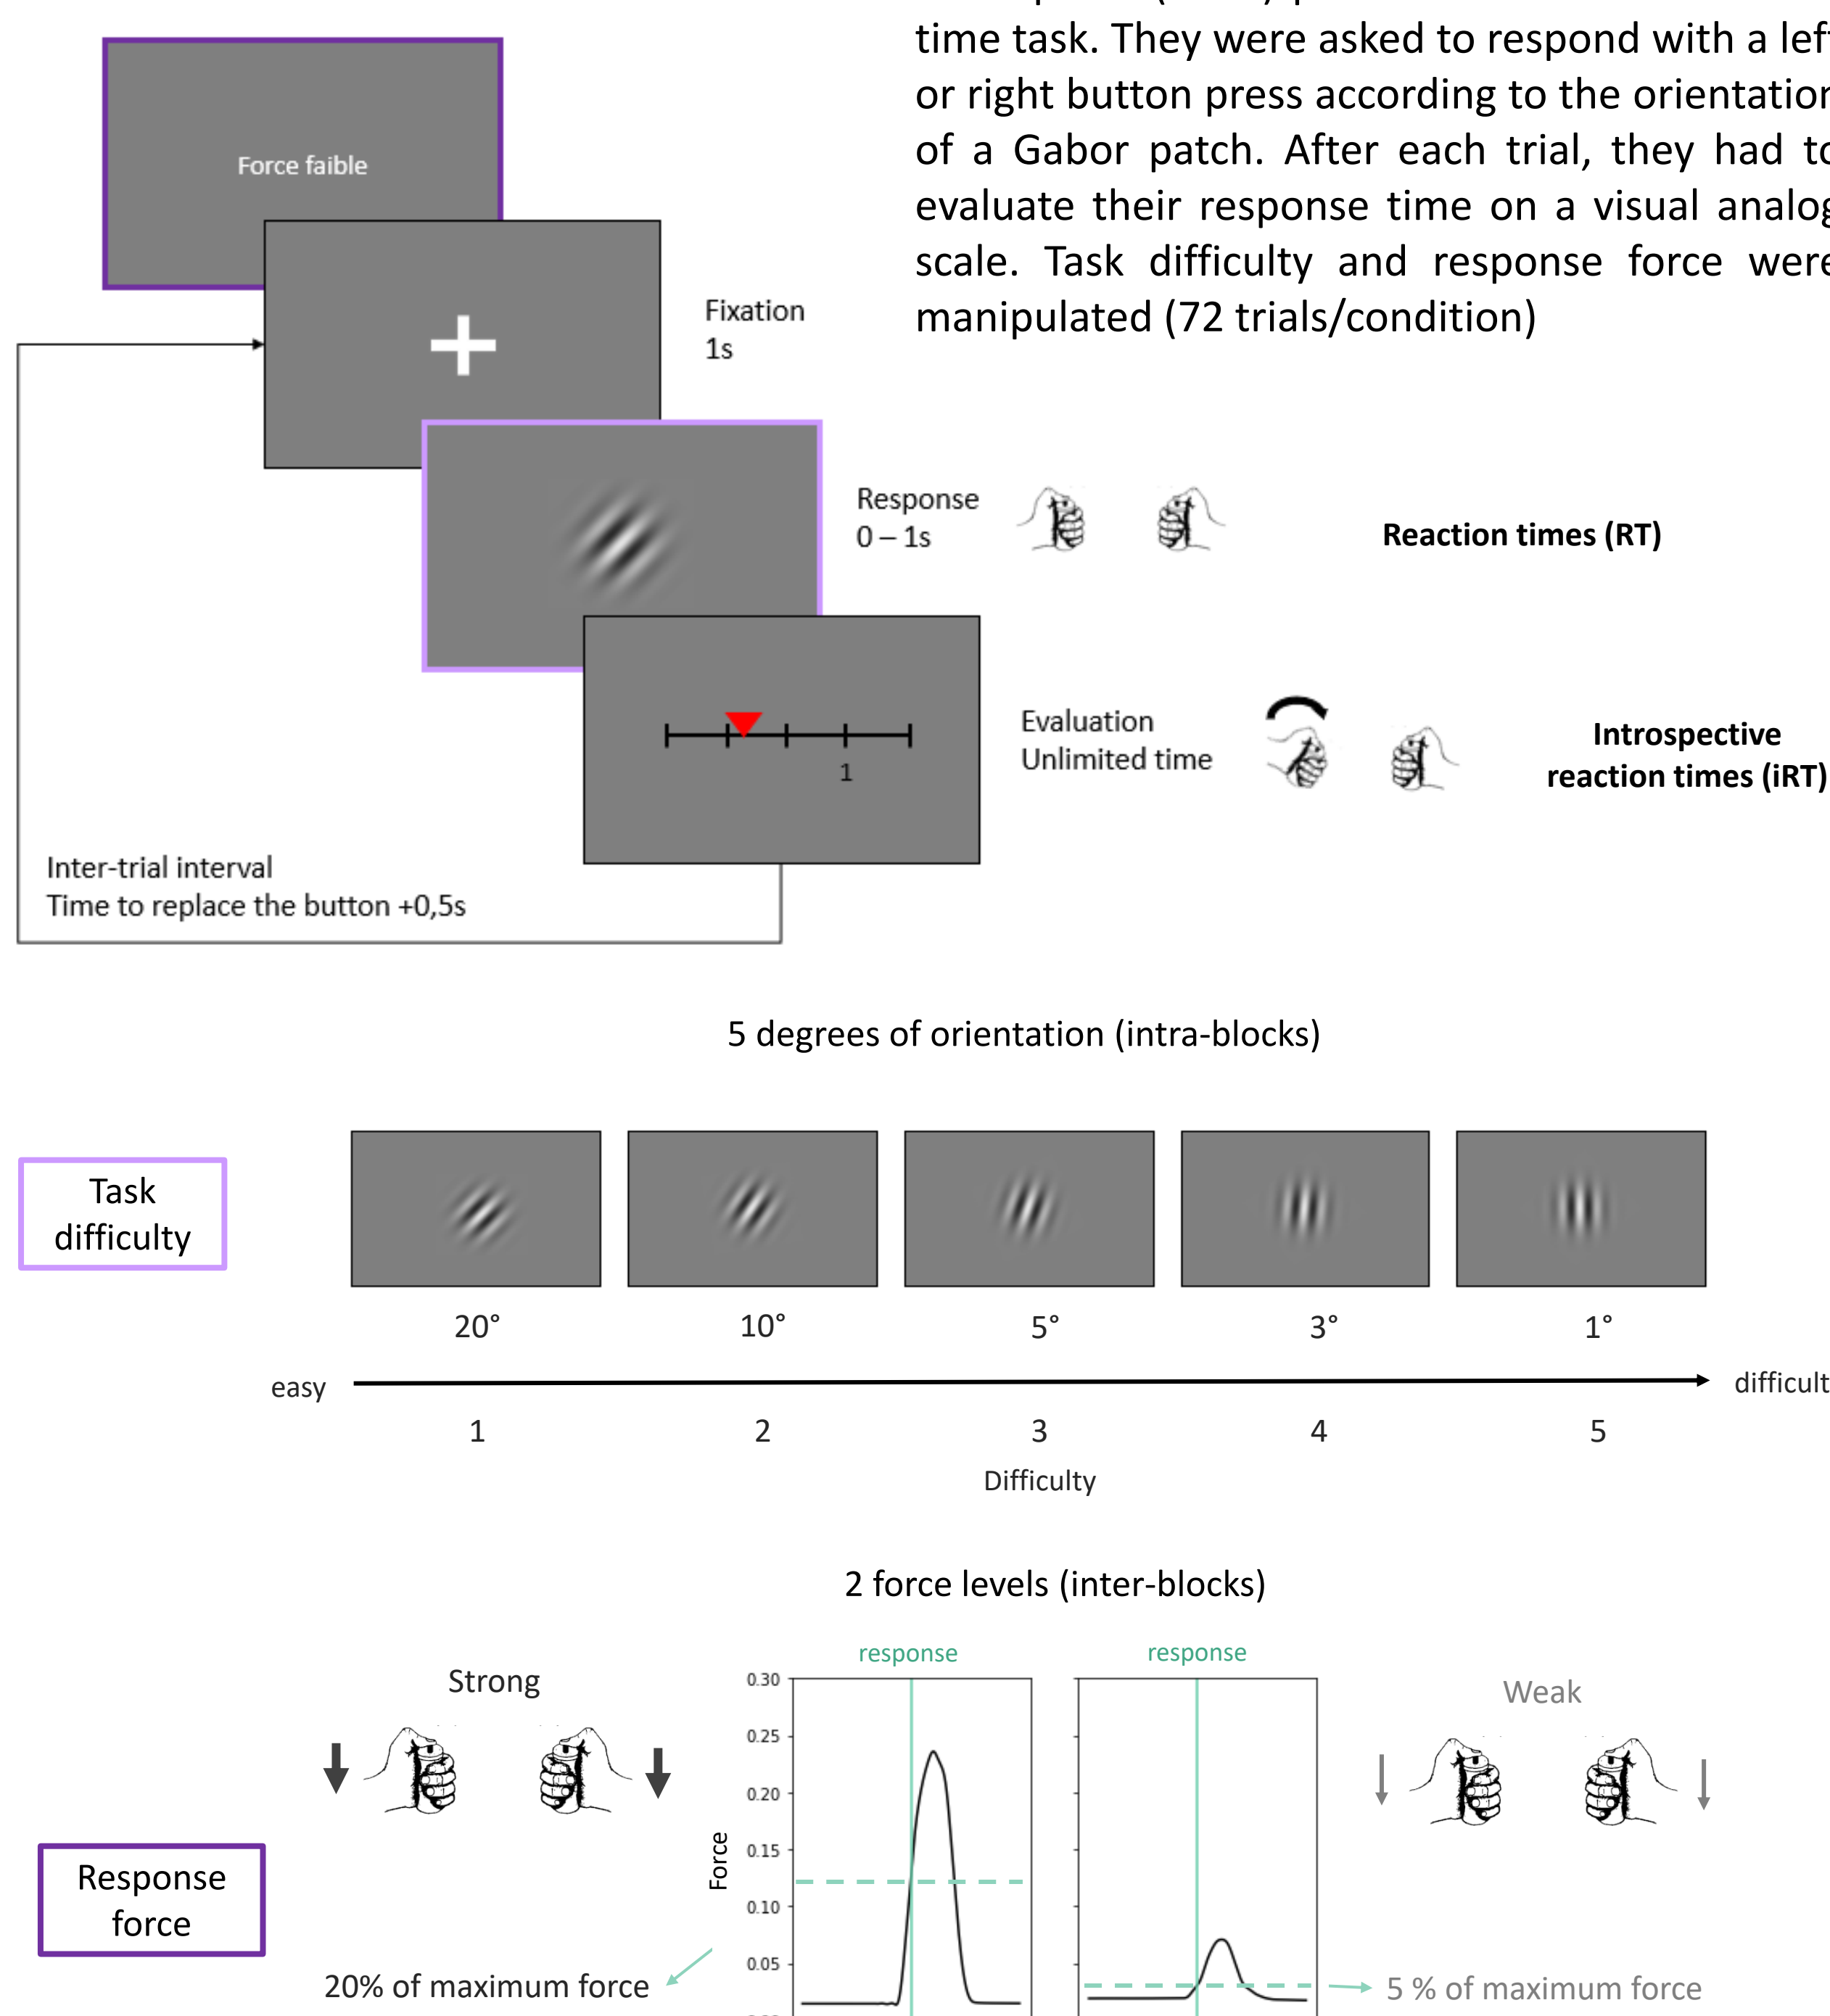 time task. They were asked to respond with a left
or right button press according to the orientation
of a Gabor patch. After each trial, they had to
evaluate their response time on a visual analog
scale. Task difficulty and response force were
manipulated (72 trials/condition)
Force faible
Fixation
1s
Response
0 – 1s
Reaction times (RT)
1
Evaluation
Unlimited time
Introspective
reaction times (iRT)
Inter-trial interval
Time to replace the button +0,5s
5 degrees of orientation (intra-blocks)
Task
difficulty
20° 10° 5° 3° 1°
easy difficult
1 2 3 4 5
Difficulty
2 force levels (inter-blocks)
response response
Strong
Weak
0.30
0.25
0.20
0.15
0.10
0.05
Force
Response
force
20% of maximum force
5 % of maximum force